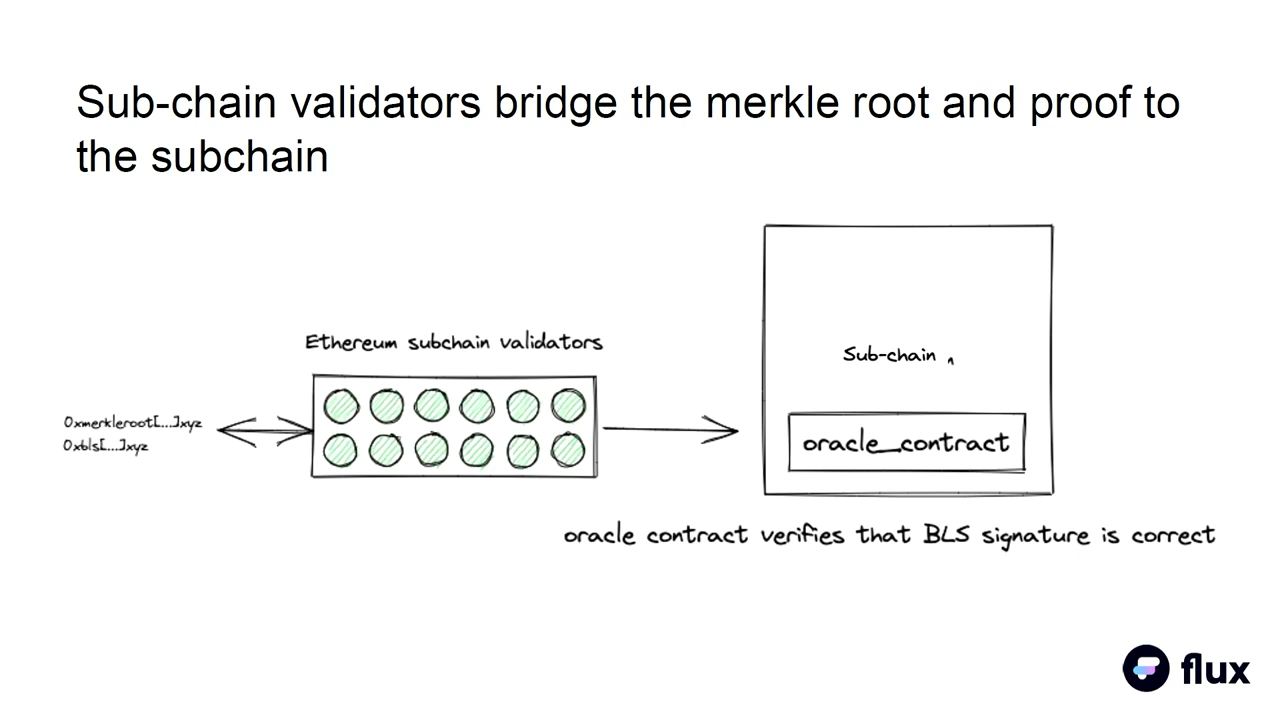 Sub-chain validators bridge the merkle root and proof to
the subchain
Ethereum subchain validators
0xmerkleroot[...]xyz
0xbls[...]xyz
Sub-chain
oracle_contract
oracle contract verifies that BLS signature is correct
flux